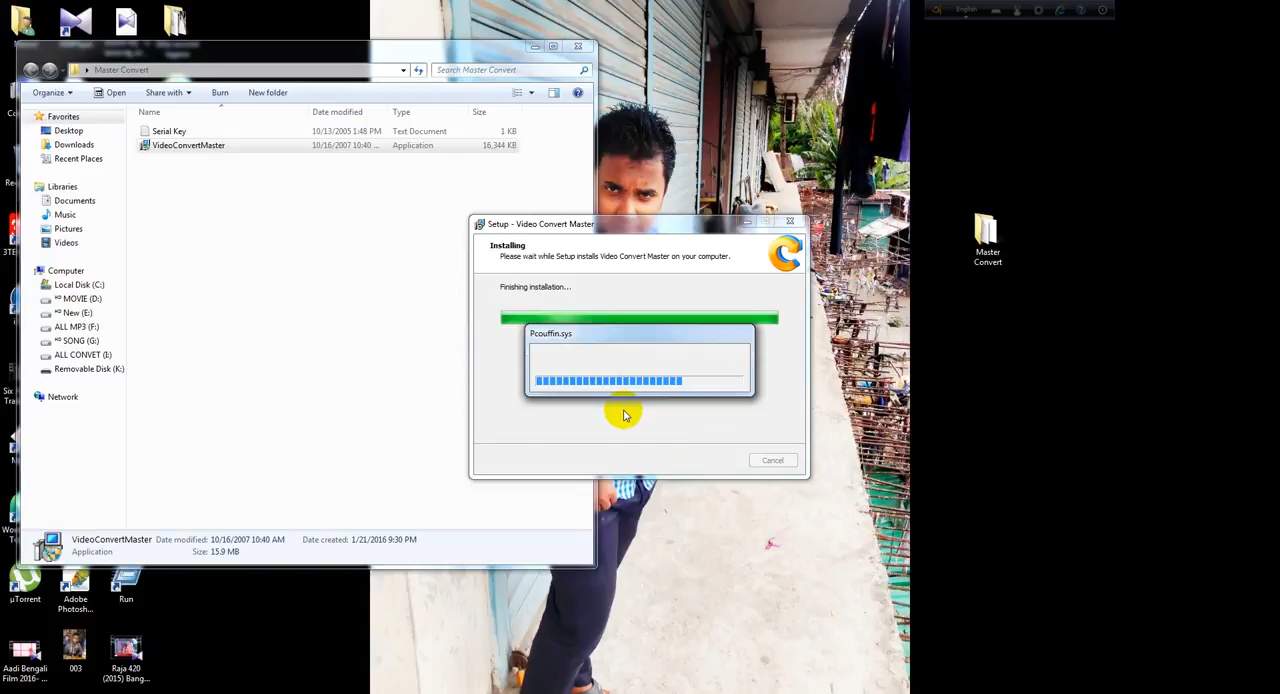 English
Master Convert
Search Master Convert
Organize
Open
Share with
Burn
New folder
Name
Date modified
Type
Size
Favorites
Desktop
Downloads
Recent Places
Libraries
Documents
Music
Pictures
Videos
Computer
Local Disk (C:)
MOVIE (D:)
New (E:)
ALL MP3 (F:)
SONG (G:)
ALL CONVET (I:)
Removable Disk (K:)
Network
Serial Key 10/13/2005 1:48 PM Text Document 1 KB
VideoConvertMaster 10/16/2007 10:40 ... Application 16,344 KB
Setup - Video Convert Master
Installing
Please wait while Setup installs Video Convert Master on your computer.
Finishing installation...
Pcouffin.sys
Cancel
Master
Convert
VideoConvertMaster Date modified: 10/16/2007 10:40 AM Date created: 1/21/2016 9:30 PM
Application Size: 15.9 MB
µTorrent
Adobe
Photosh...
Run
Aadi Bengali
Film 2016- ...
003
Raja 420
(2015) Bang...